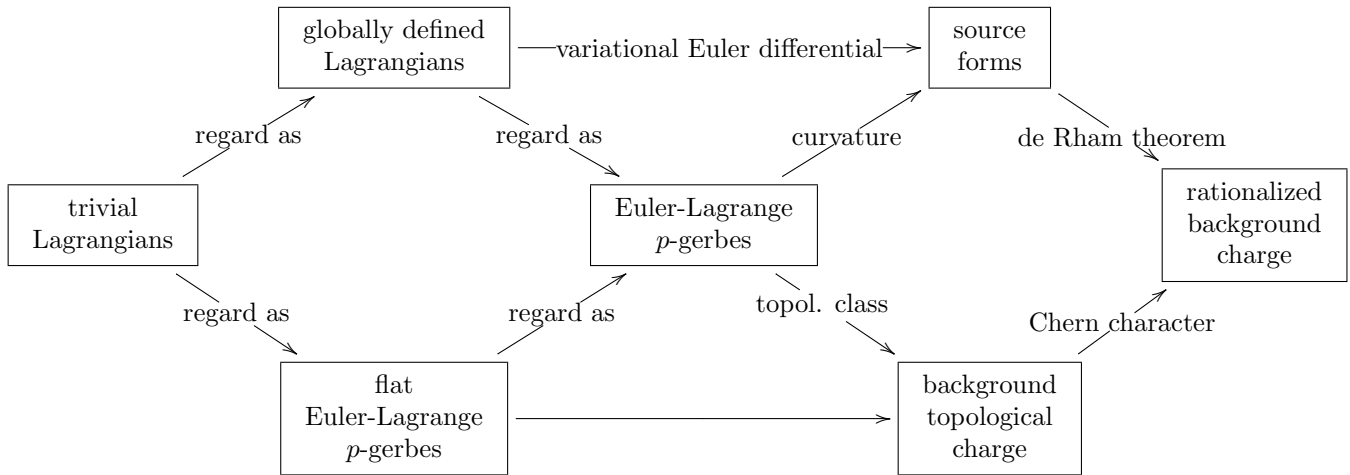 globally defined
Lagrangians
variational Euler differential
source
forms
regard as
regard as
curvature
de Rham theorem
trivial
Lagrangians
Euler-Lagrange
p-gerbes
rationalized
background
charge
regard as
regard as
topol. class
Chern character
flat
Euler-Lagrange
p-gerbes
background
topological
charge